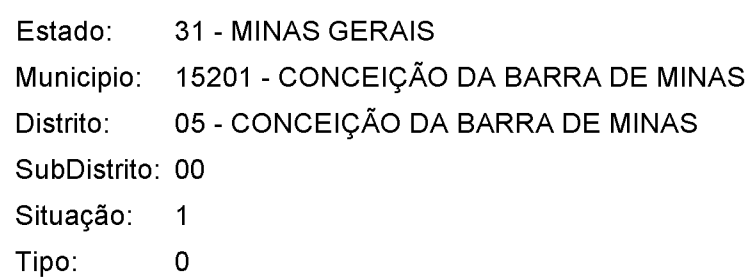 Estado: 31 - MINAS GERAIS
Municipio: 15201 - CONCEIÇÃO DA BARRA DE MINAS
Distrito: 05 - CONCEIÇÃO DA BARRA DE MINAS
SubDistrito: 00
Situação: 1
Tipo: 0